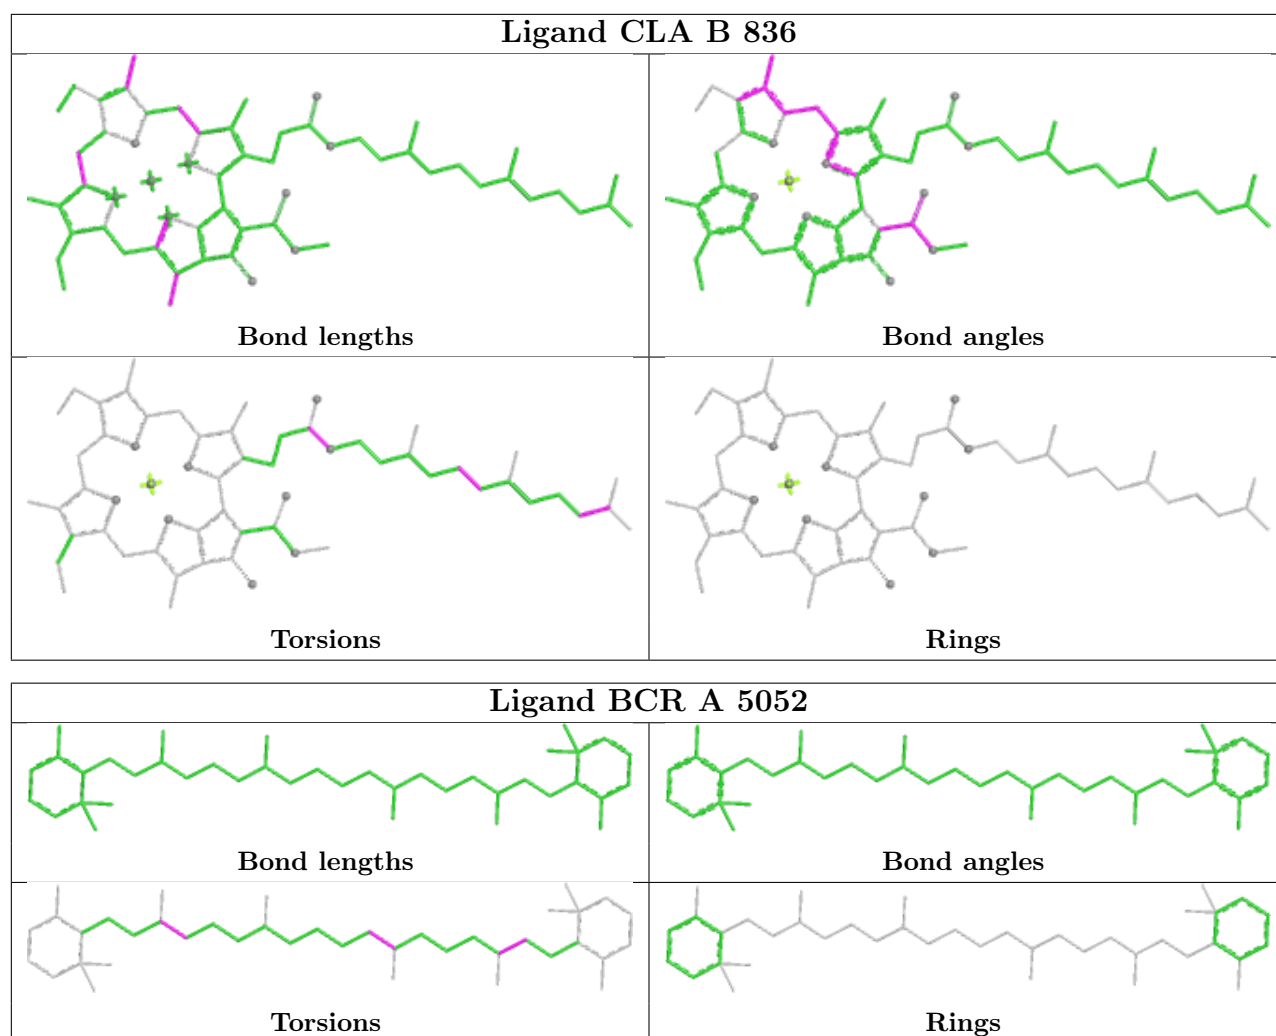 Ligand CLA B 836
Bond lengths
Bond angles
Torsions
Rings
Ligand BCR A 5052
Bond lengths
Bond angles
Torsions
Rings